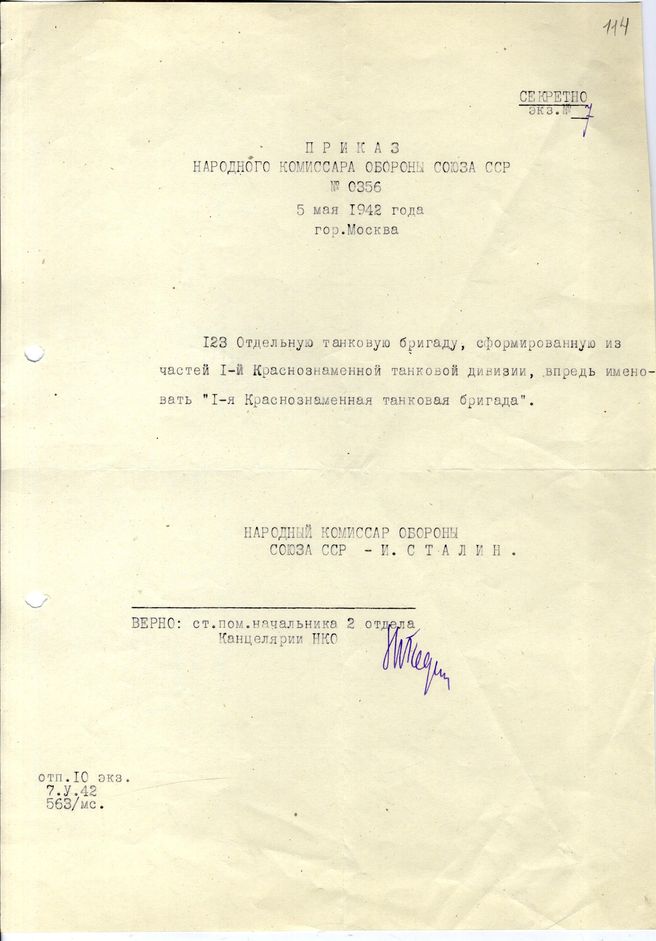 114
СЕКРЕТНО
экз.№ 7
ПРИКАЗ
НАРОДНОГО КОМИССАРА ОБОРОНЫ СОЮЗА ССР
№ 0356
5 мая 1942 года
гор.Москва
123 Отдельную танковую бригаду, сформированную из
частей I-й Краснознаменной танковой дивизии, впредь имено-
вать "I-я Краснознаменная танковая бригада".
НАРОДНЫЙ КОМИССАР ОБОРОНЫ
СОЮЗА ССР - И. СТАЛИН.
ВЕРНО: ст.пом.начальника 2 отдела
Канцелярии НКО
отп.10 экз.
7.У.42
563/мс.